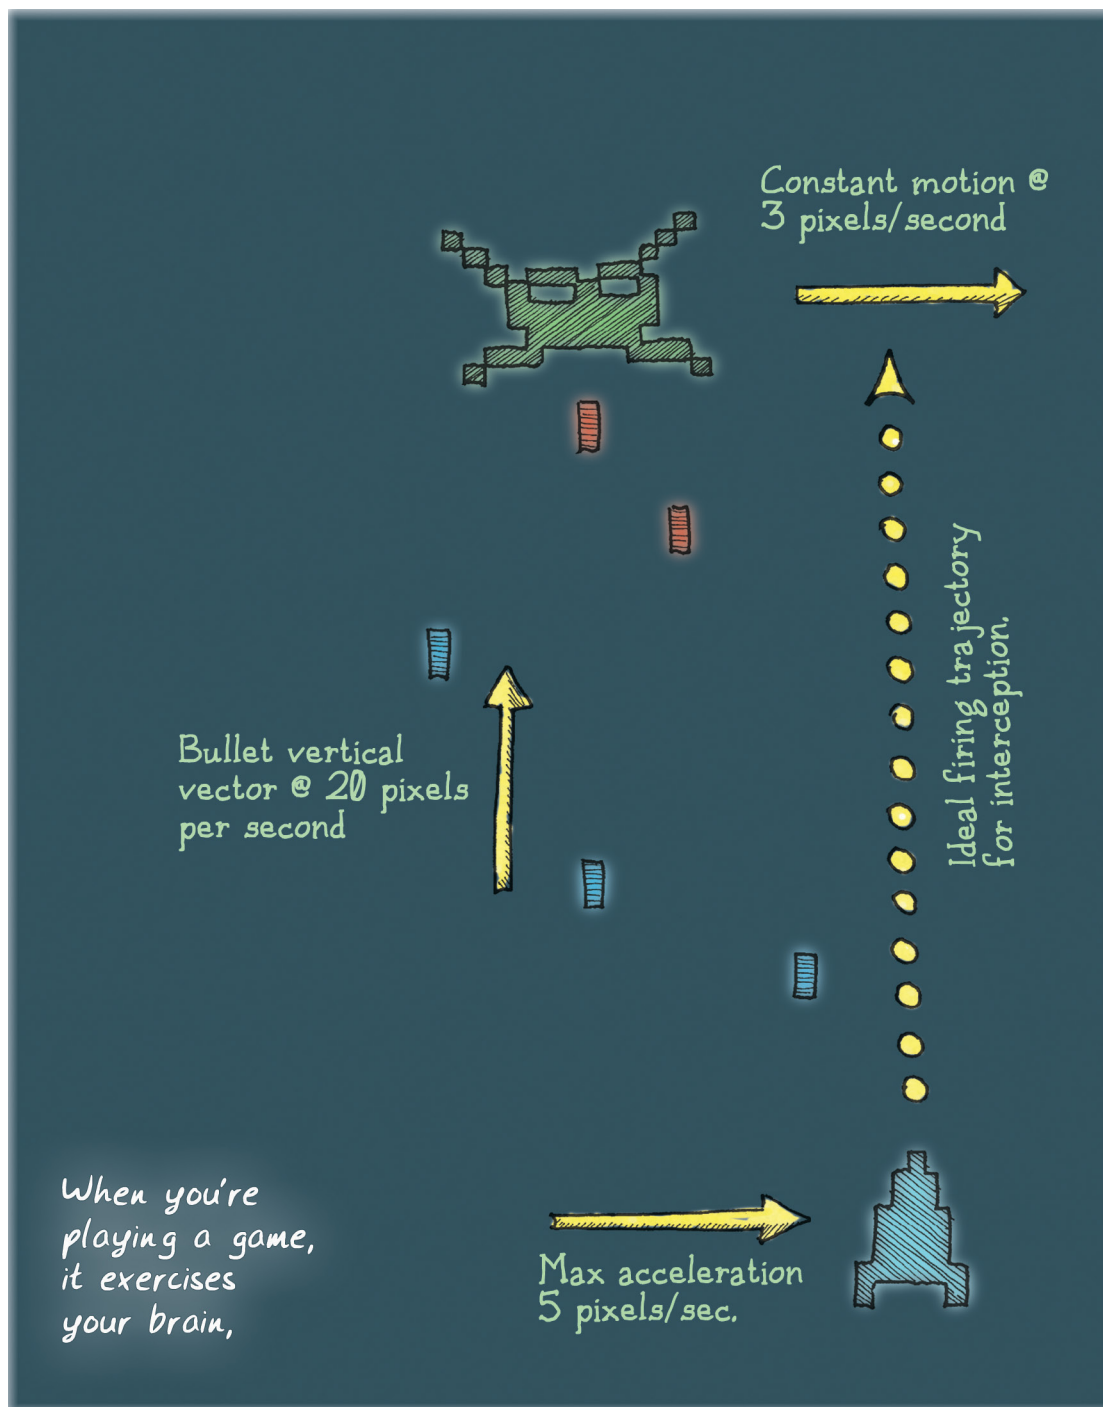 Constant motion @
3 pixels/second
Ideal firing trajectory
for interception.
Bullet vertical
vector @ 20 pixels
per second
When you're
playing a game,
it exercises
your brain,
Max acceleration
5 pixels/sec.